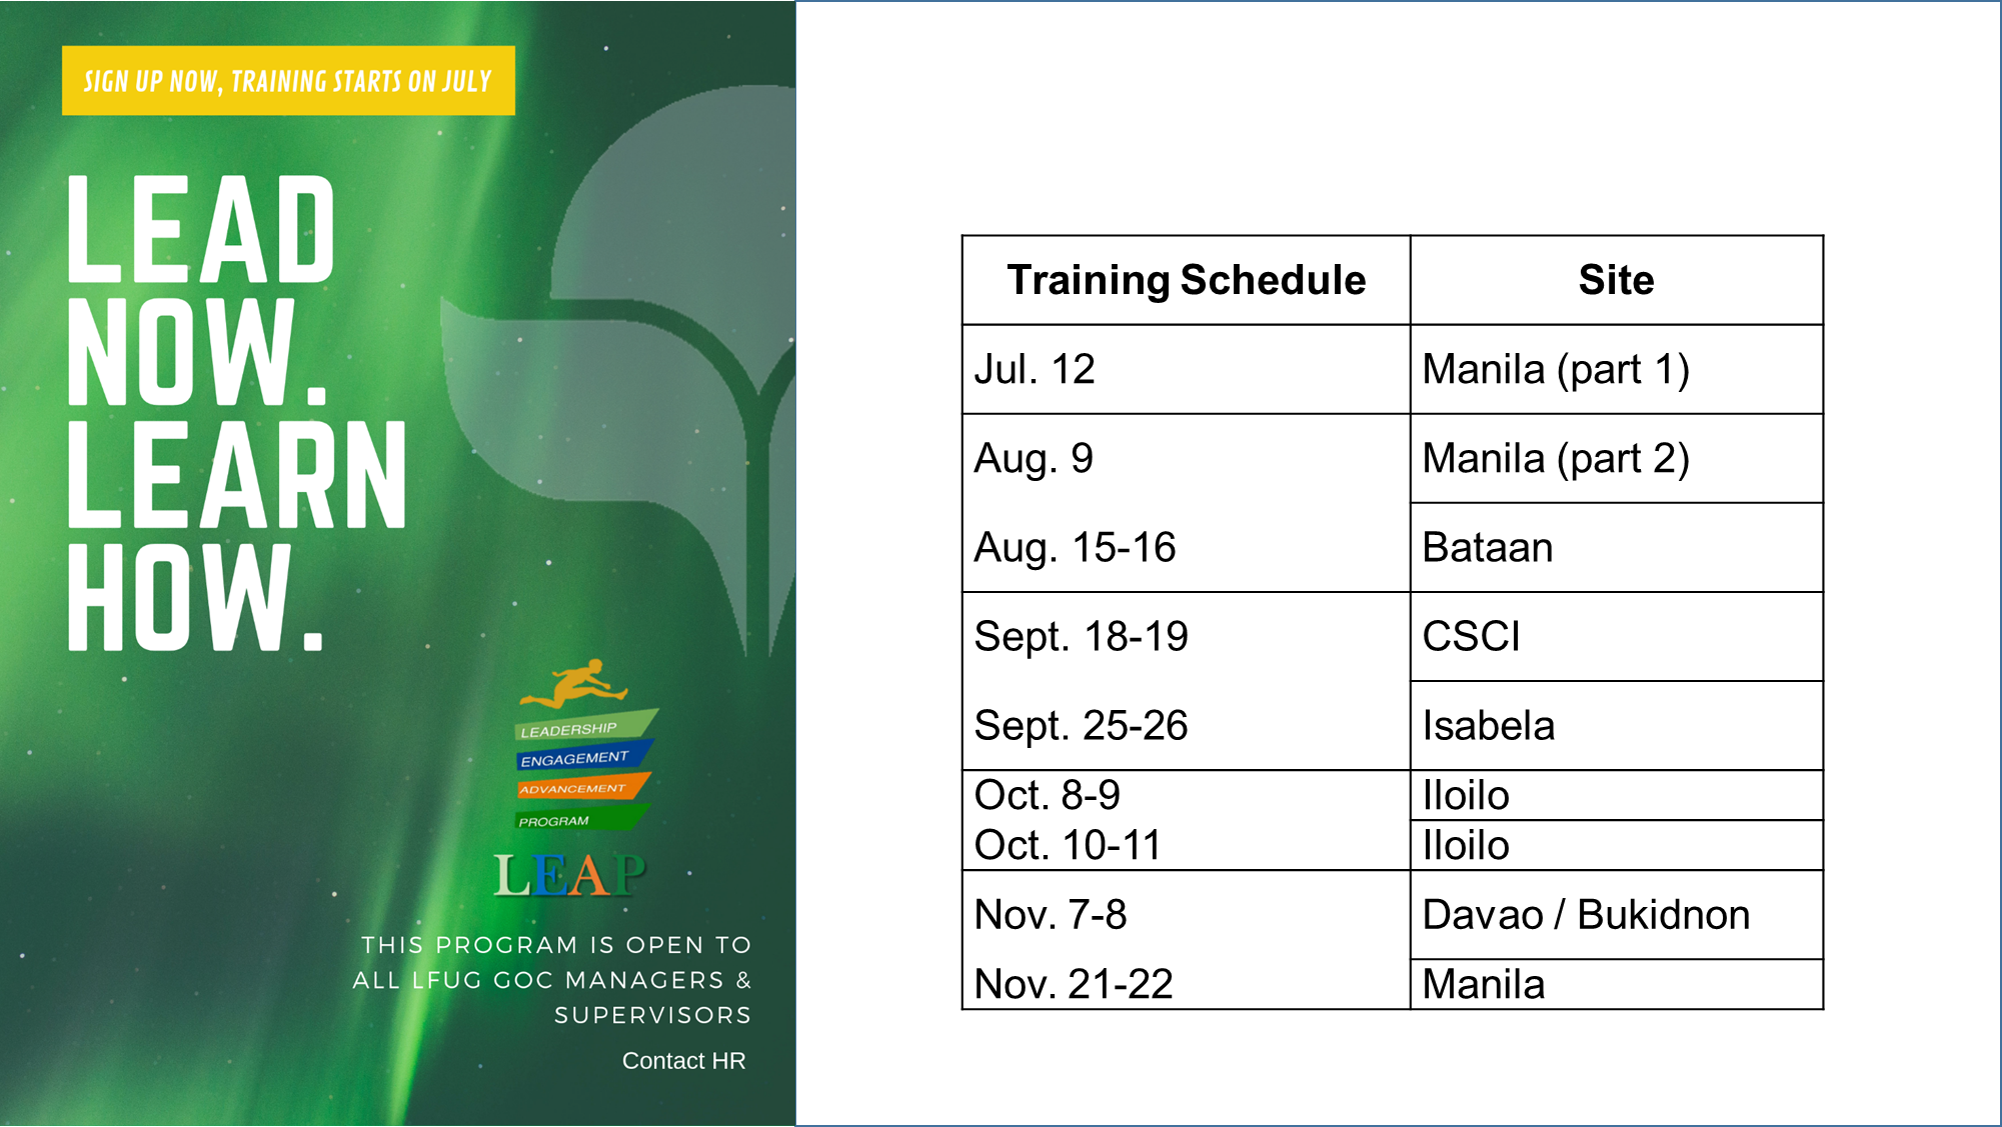 SIGN UP NOW, TRAINING STARTS ON JULY
LEAD
NOW.
LEARN
HOW.
LEADERSHIP
ENGAGEMENT
ADVANCEMENT
PROGRAM
LEAP
THIS PROGRAM IS OPEN TO
ALL LFUG GOC MANAGERS &
SUPERVISORS
Contact HR
Training Schedule Site
Jul. 12 Manila (part 1)
Aug. 9 Manila (part 2)
Aug. 15-16 Bataan
Sept. 18-19 CSCI
Sept. 25-26 Isabela
Oct. 8-9 Iloilo
Oct. 10-11 Iloilo
Nov. 7-8 Davao / Bukidnon
Nov. 21-22 Manila